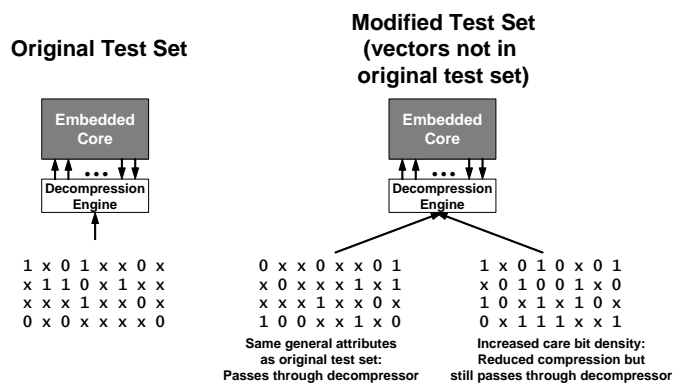 Original Test Set
Embedded
Core
...
Decompression
Engine
1 x 0 1 x x 0 x
x 1 1 0 x 1 x x
x x x 1 x x 0 x
0 x 0 x x x x 0
Modified Test Set
(vectors not in
original test set)
Embedded
Core
...
Decompression
Engine
0 x x 0 x x 0 1
x 0 x x x 1 x 1
x x x 1 x x 0 x
1 0 0 x x 1 x 0
Same general attributes
as original test set:
Passes through decompressor
1 x 0 1 0 x 0 1
x 0 1 0 0 1 x 0
1 0 x 1 x 1 0 x
0 x 1 1 1 x x 1
Increased care bit density:
Reduced compression but
still passes through decompressor